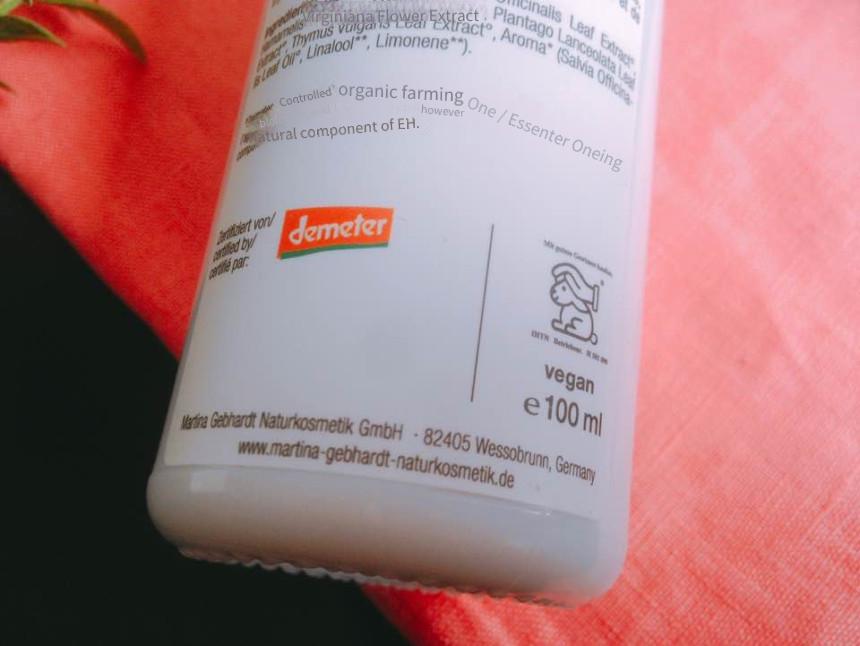 Virginiana Flower Extract
Officinalis Leaf Extract°,
Extract°, Thymus Vulgaris Leaf Extract°, Aroma* (Salvia Officina-
Plantago Lanceolata Leaf
lis Leaf Oil°, Linalool**, Limonene**).
Controlled organic farming One / Essenter Oneing
however
natural component of EH.
Zertifiziert von/
certified by/
certifié par:
demeter
vegan
e 100 ml
Martina Gebhardt Naturkosmetik GmbH · 82405 Wessobrunn, Germany
www.martina-gebhardt-naturkosmetik.de